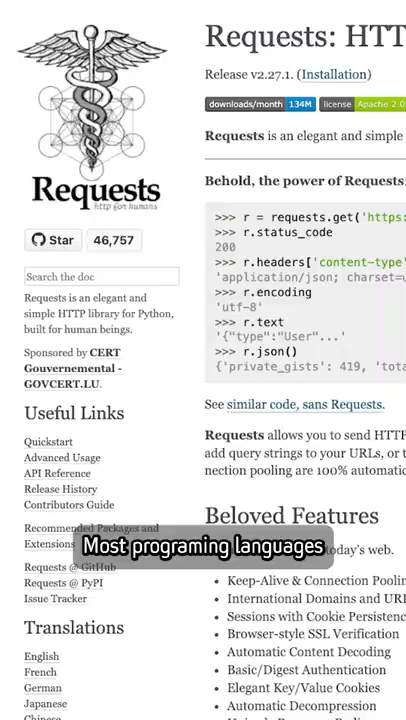 Requests
http for humans
Star 46,757
Search the doc
Requests is an elegant and
simple HTTP library for Python,
built for human beings.
Sponsored by CERT
Gouvernemental -
GOVCERT.LU.
Useful Links
Quickstart
Advanced Usage
API Reference
Release History
Contributors Guide
Recommended Packages and
Extensions
Requests @ GitHub
Requests @ PyPI
Issue Tracker
Translations
English
French
German
Japanese
Chinese
Requests: HTT
Release v2.27.1. (Installation)
downloads/month 134M license Apache 2.0
Requests is an elegant and simple
Behold, the power of Requests:
>>> r = requests.get('https:
>>> r.status_code
200
>>> r.headers['content-type'
'application/json; charset=u
>>> r.encoding
'utf-8'
>>> r.text
'{"type":"User"...'
>>> r.json()
{'private_gists': 419, 'tota
See similar code, sans Requests.
Requests allows you to send HTTP
add query strings to your URLs, or t
nection pooling are 100% automatic
Beloved Features
today's web.
Most programing languages
• Keep-Alive & Connection Poolin
• International Domains and URL
• Sessions with Cookie Persistenc
• Browser-style SSL Verification
• Automatic Content Decoding
• Basic/Digest Authentication
• Elegant Key/Value Cookies
• Automatic Decompression